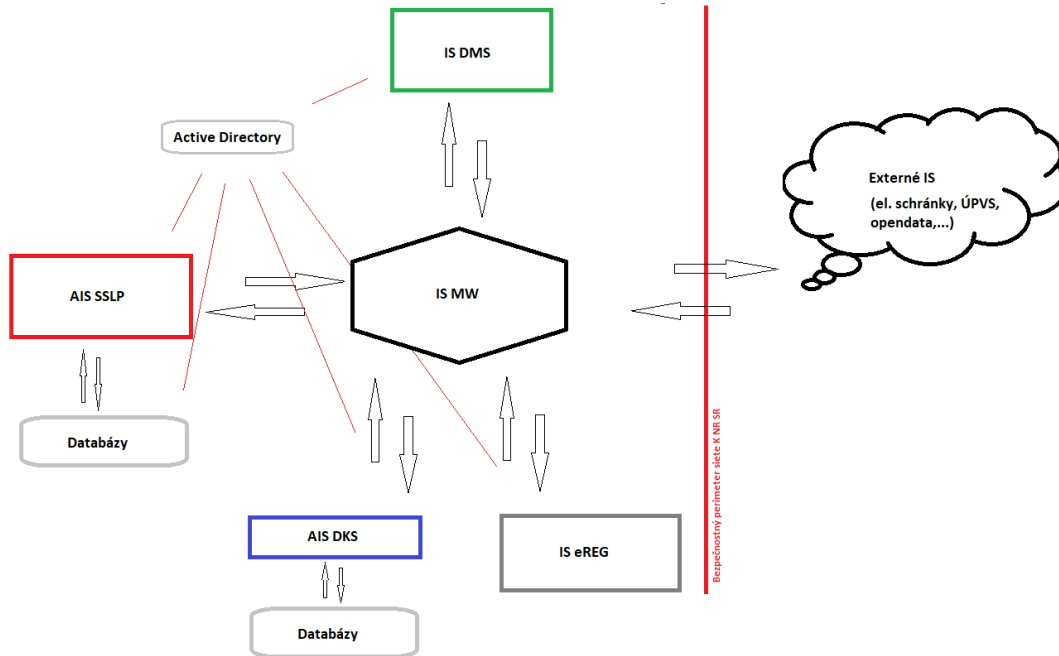 IS DMS
Active Directory
Externé IS
(el. schránky, ÚPVS,
opendata,...)
AIS SSLP
IS MW
Databázy
Bezpečnostný perimeter siete K NR SR
AIS DKS
IS eREG
Databázy